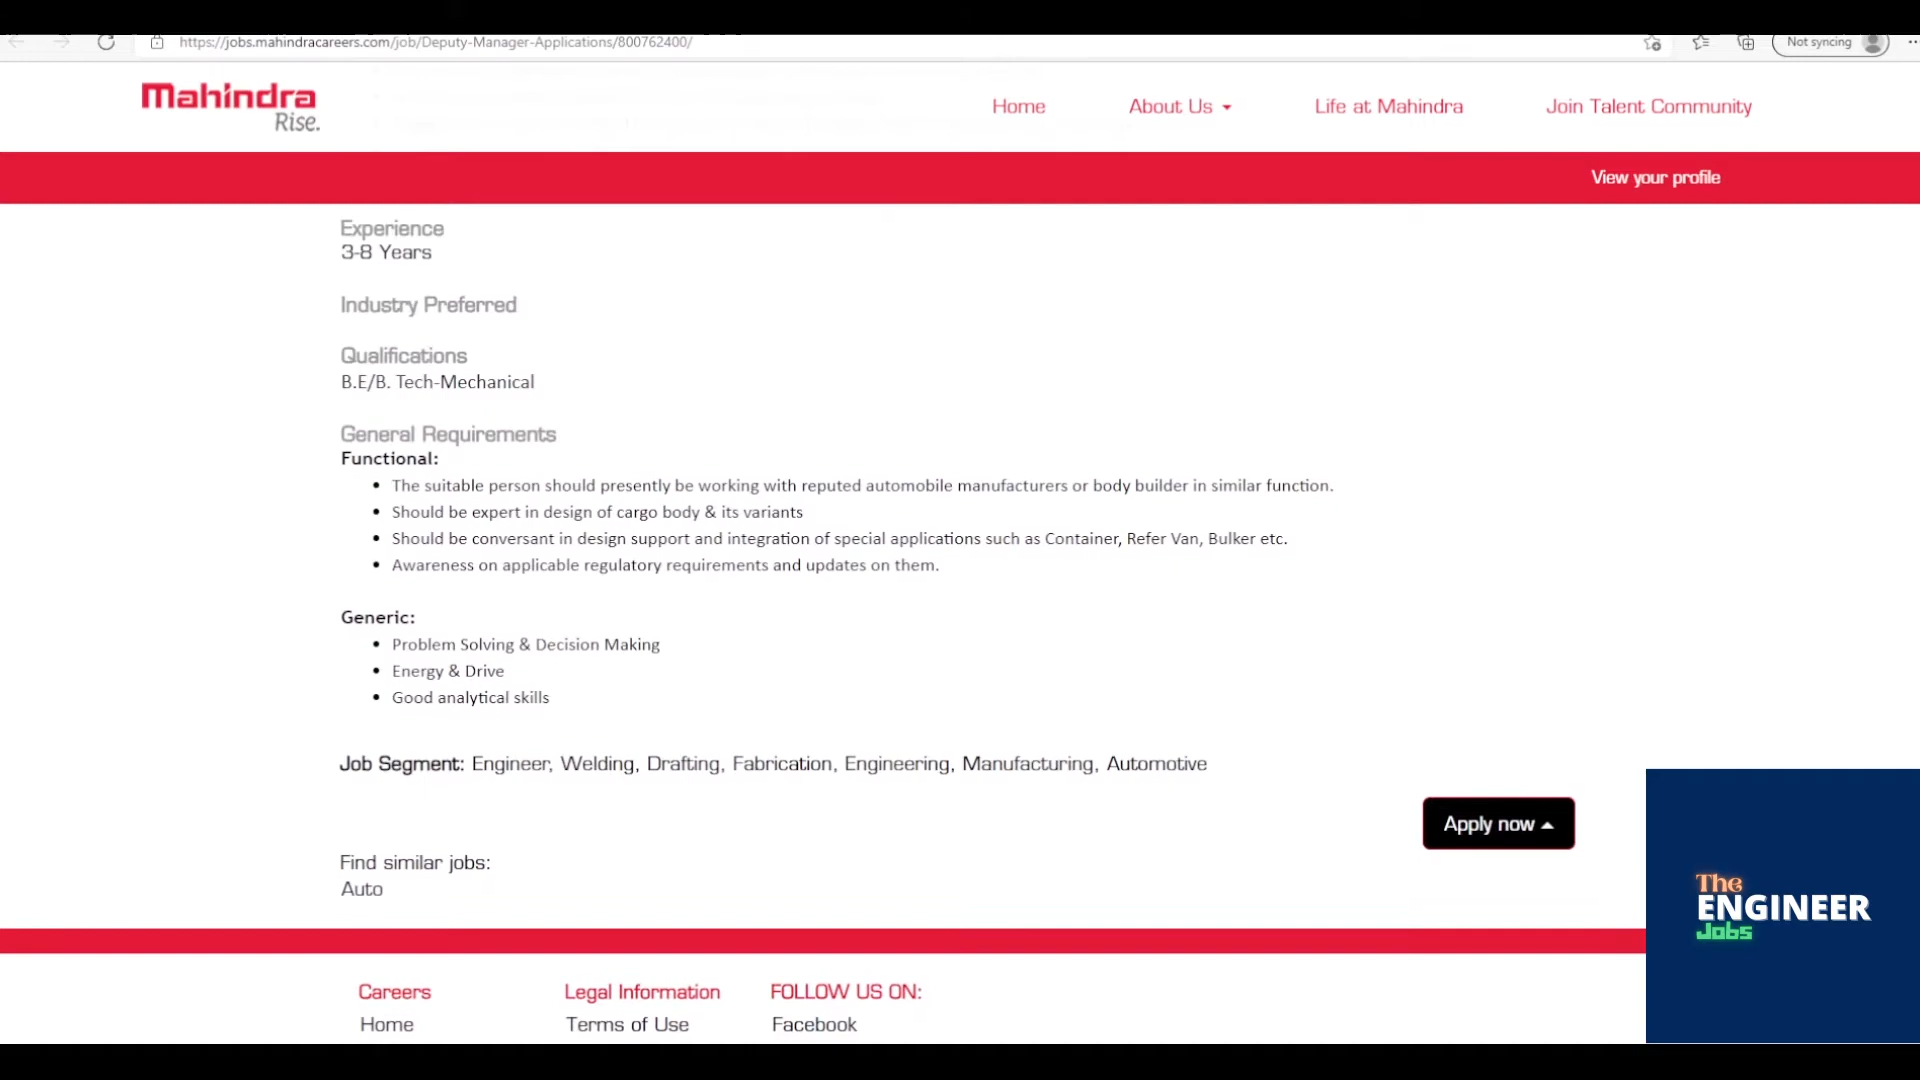 https://jobs.mahindracareers.com/job/Deputy-Manager-Applications/800762400/
Not syncing
Mahindra
Rise.
Home
About Us
Life at Mahindra
Join Talent Community
View your profile
Experience
3-8 Years
Industry Preferred
Qualifications
B.E/B. Tech-Mechanical
General Requirements
Functional:
The suitable person should presently be working with reputed automobile manufacturers or body builder in similar function.
Should be expert in design of cargo body & its variants
Should be conversant in design support and integration of special applications such as Container, Refer Van, Bulker etc.
Awareness on applicable regulatory requirements and updates on them.
Generic:
Problem Solving & Decision Making
Energy & Drive
Good analytical skills
Job Segment: Engineer, Welding, Drafting, Fabrication, Engineering, Manufacturing, Automotive
Apply now
Find similar jobs:
Auto
The
ENGINEER
Jobs
Careers
Legal Information
FOLLOW US ON:
Home
Terms of Use
Facebook